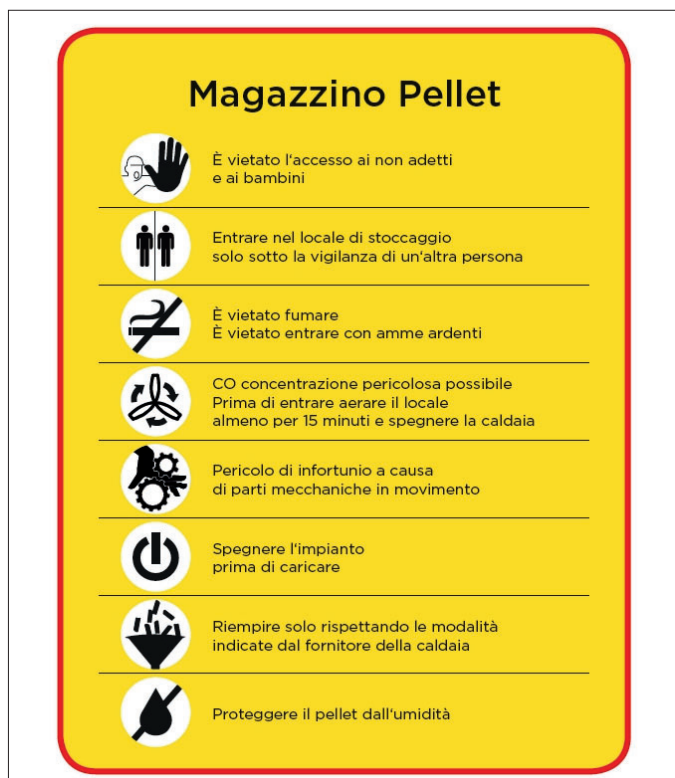 Magazzino Pellet
È vietato l‘accesso ai non adetti
e ai bambini
Entrare nel locale di stoccaggio
solo sotto la vigilanza di un‘altra persona
È vietato fumare
È vietato entrare con amme ardenti
CO concentrazione pericolosa possibile
Prima di entrare aerare il locale
almeno per 15 minuti e spegnere la caldaia
Pericolo di infortunio a causa
di parti mecchaniche in movimento
Spegnere l‘impianto
prima di caricare
Riempire solo rispettando le modalità
indicate dal fornitore della caldaia
Proteggere il pellet dall‘umidità